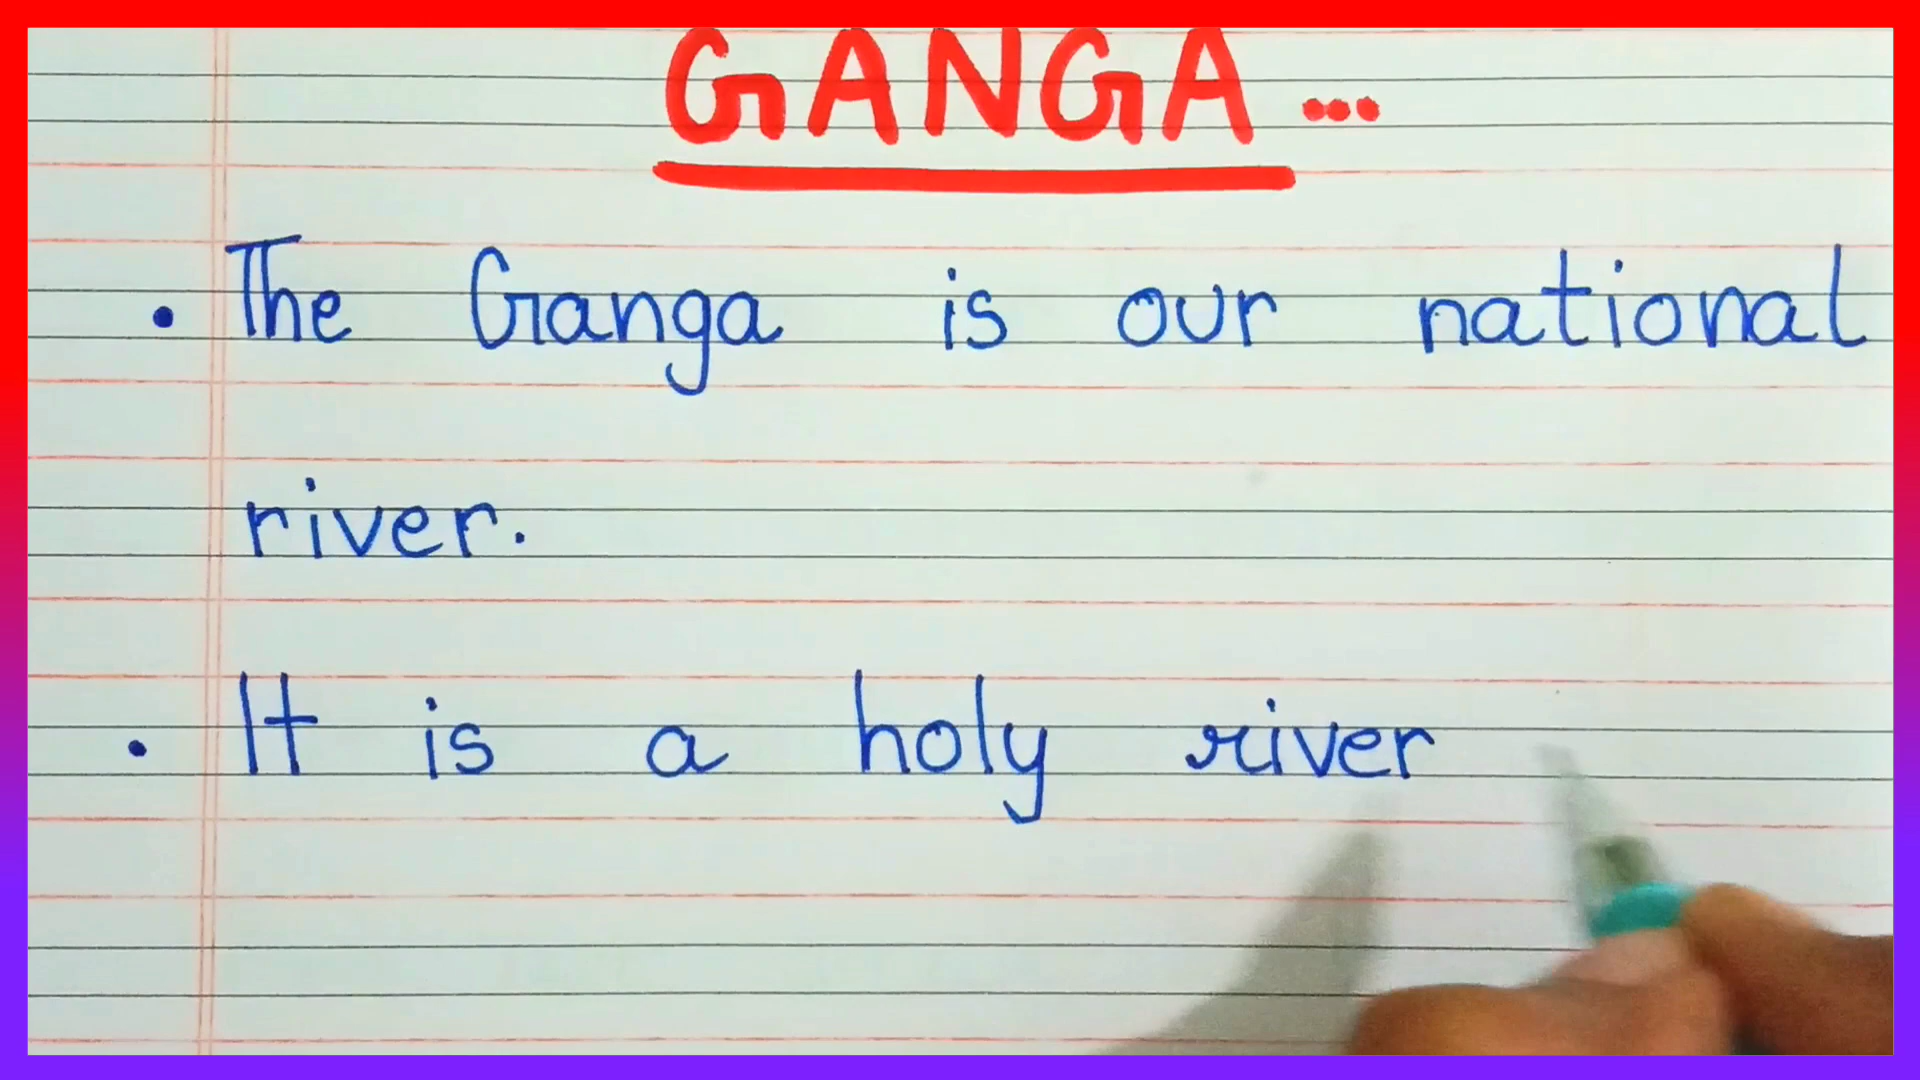 GANGA...
• The Ganga is our national
river.
• It is a holy river